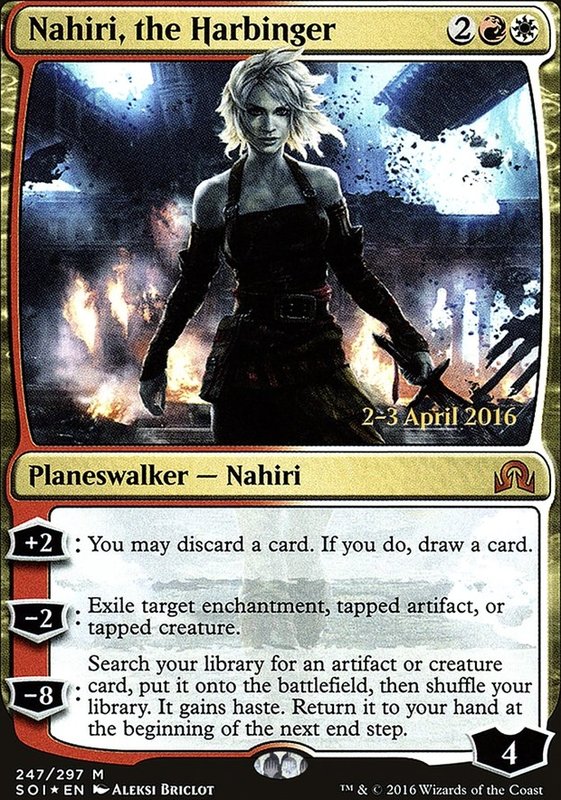 Nahiri, the Harbinger 2
2-3 April 2016
Planeswalker — Nahiri
+2 : You may discard a card. If you do, draw a card.
-2 : Exile target enchantment, tapped artifact, or
tapped creature.
Search your library for an artifact or creature
-8 : card, put it onto the battlefield, then shuffle your
library. It gains haste. Return it to your hand at
the beginning of the next end step.
4
247/297 M
SOI★EN Aleksi Briclot
™ & © 2016 Wizards of the Coast